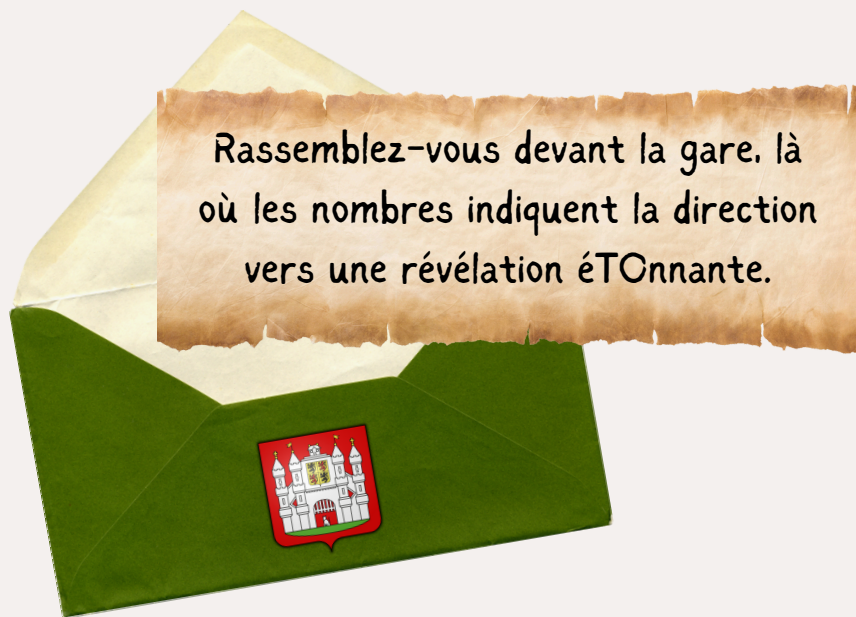 Rassemblez-vous devant la gare, là
où les nombres indiquent la direction
vers une révélation éTOnnante.